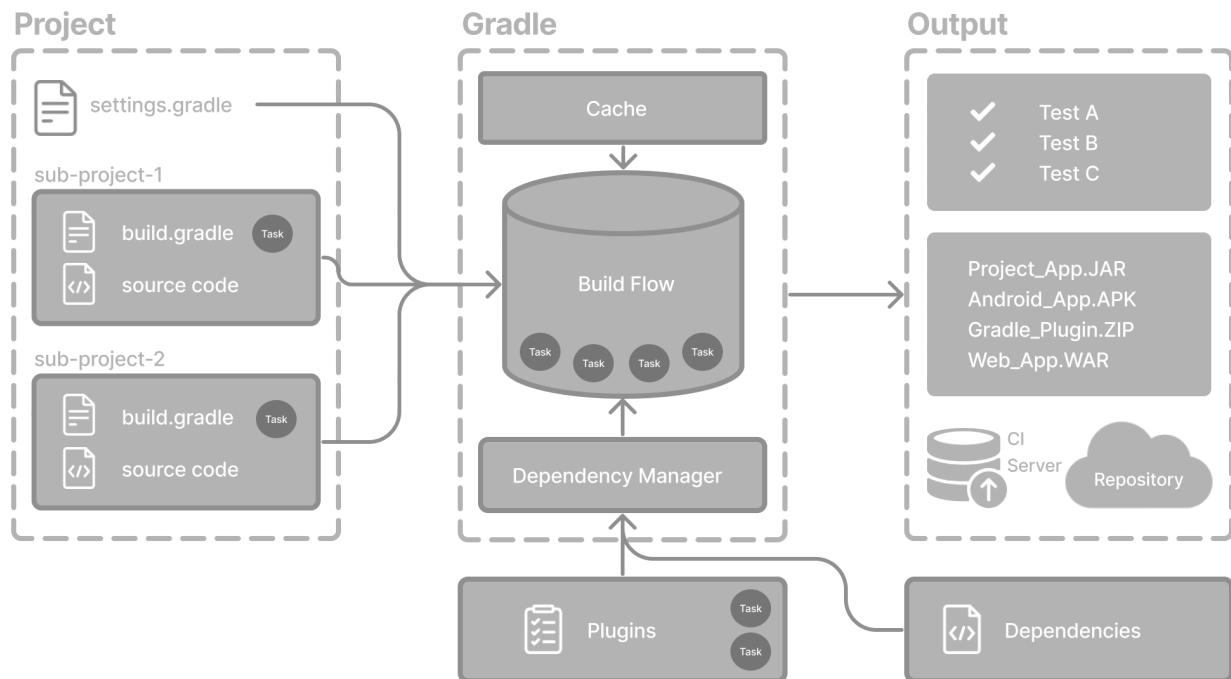 Project
settings.gradle
sub-project-1
build.gradle
Task
source code
sub-project-2
build.gradle
Task
source code
Gradle
Cache
Build Flow
Task
Task
Task
Task
Dependency Manager
Plugins
Task
Task
Output
Test A
Test B
Test C
Project_App.JAR
Android_App.APK
Gradle_Plugin.ZIP
Web_App.WAR
CI
Server
Repository
Dependencies